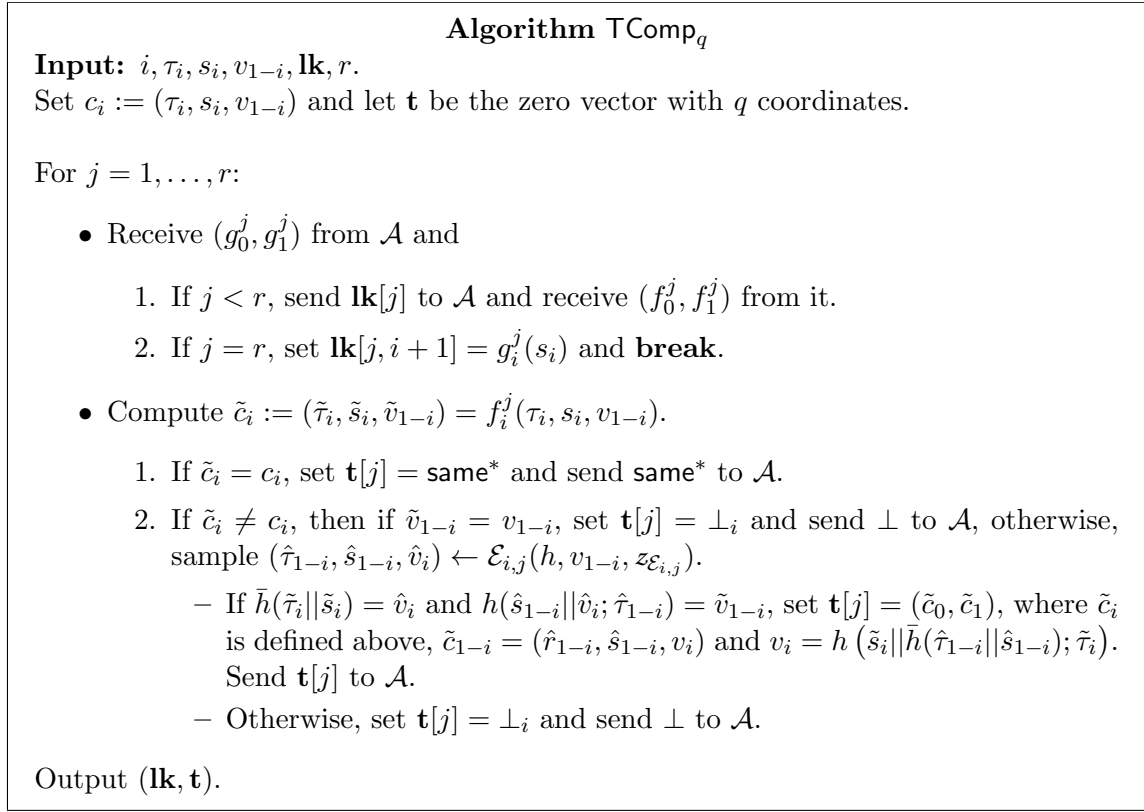 Algorithm TComp_q
Input: i, τ_i, s_i, v_{1−i}, lk, r.
Set c_i := (τ_i, s_i, v_{1−i}) and let t be the zero vector with q coordinates.
For j = 1, . . . , r:
• Receive (g_0^j, g_1^j) from 𝒜 and
1. If j < r, send lk[j] to 𝒜 and receive (f_0^j, f_1^j) from it.
2. If j = r, set lk[j, i + 1] = g_i^j(s_i) and break.
• Compute c̃_i := (τ̃_i, s̃_i, ṽ_{1−i}) = f_i^j(τ_i, s_i, v_{1−i}).
1. If c̃_i = c_i, set t[j] = same* and send same* to 𝒜.
2. If c̃_i ≠ c_i, then if ṽ_{1−i} = v_{1−i}, set t[j] = ⊥_i and send ⊥ to 𝒜, otherwise,
sample (τ̂_{1−i}, ŝ_{1−i}, v̂_i) ← ℰ_{i,j}(h, v_{1−i}, z_{ℰ_{i,j}}).
– If h̄(τ̃_i||s̃_i) = v̂_i and h(ŝ_{1−i}||v̂_i; τ̂_{1−i}) = ṽ_{1−i}, set t[j] = (c̃_0, c̃_1), where c̃_i
is defined above, c̃_{1−i} = (r̂_{1−i}, ŝ_{1−i}, v_i) and v_i = h (s̃_i||h̄(τ̂_{1−i}||ŝ_{1−i}); τ̃_i).
Send t[j] to 𝒜.
– Otherwise, set t[j] = ⊥_i and send ⊥ to 𝒜.
Output (lk, t).